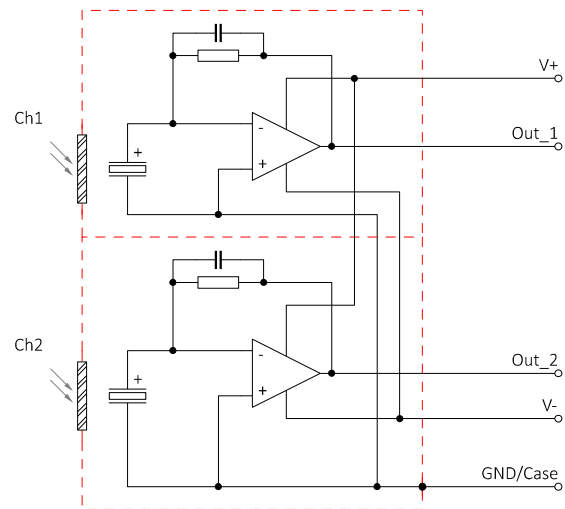 V+
Ch1
Out_1
-
+
+
Ch2
Out_2
-
+
+
V-
GND/Case